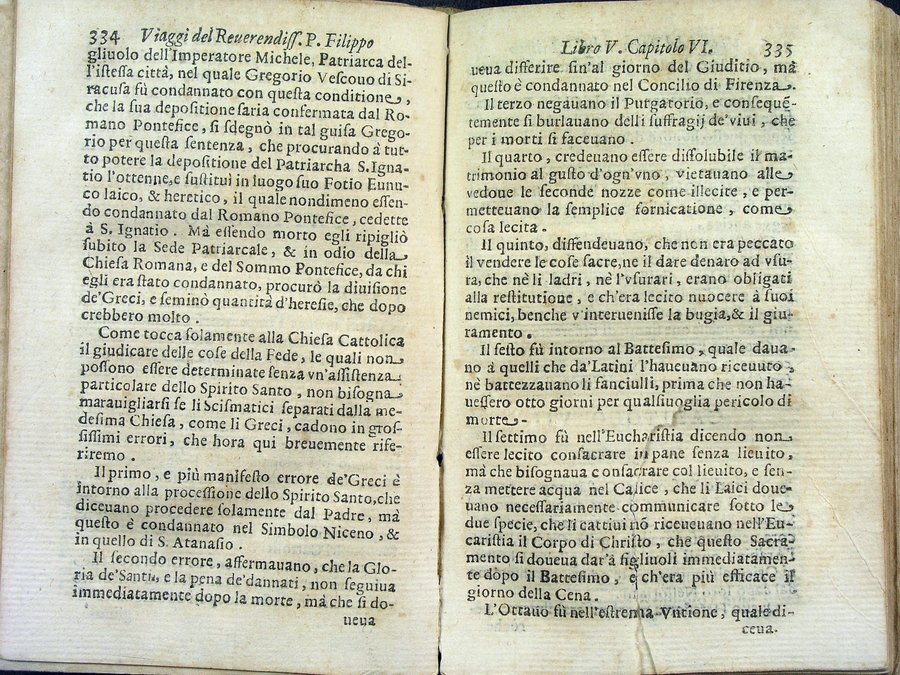 334 Viaggi del Reuerendiſſ. P. Filippo
gliuolo dell'Imperatore Michele, Patriarca del-
l'iſteſſa città, nel quale Gregorio Veſcouo di Si-
racuſa fù condannato con queſta conditione,
che la ſua depoſitione ſaria confermata dal Ro-
mano Pontefice, ſi ſdegnò in tal guiſa Grego-
rio per queſta ſentenza, che procurando à tut-
to potere la depoſitione del Patriarcha S. Igna-
tio l'ottenne, e ſuſtituì in luogo ſuo Fotio Eunu-
co laico, & heretico, il quale nondimeno eſſen-
do condannato dal Romano Pontefice, cedette
à S. Ignatio. Mà eſſendo morto egli ripigliò
ſubito la Sede Patriarcale, & in odio della
Chieſa Romana, e del Sommo Pontefice, da chi
egli era ſtato condannato, procurò la diuiſione
de'Greci, e ſeminò quantità d'hereſie, che dopo
crebbero molto.
Come tocca ſolamente alla Chieſa Cattolica
il giudicare delle coſe della Fede, le quali non
poſſono eſſere determinate ſenza vn'aſſiſtenza
particolare dello Spirito Santo, non biſogna
marauigliarſi ſe li Sciſmatici ſeparati dalla me-
deſima Chieſa, come li Greci, cadono in groſ-
ſiſſimi errori, che hora qui breuemente rife-
riremo.
Il primo, e più manifeſto errore de'Greci è
intorno alla proceſſione dello Spirito Santo, che
diceuano procedere ſolamente dal Padre, mà
queſto è condannato nel Simbolo Niceno, &
in quello di S. Atanaſio.
Il ſecondo errore, affermauano, che la Glo-
ria de'Santi, e la pena de'dannati, non ſeguiua
immediatamente dopo la morte, mà che ſi do-
ueua
Libro V. Capitolo VI. 335
ueua differire ſin'al giorno del Giuditio, mà
queſto è condannato nel Concilio di Firenza.
Il terzo negauano il Purgatorio, e conſequē-
temente ſi burlauano delli ſuffragij de'viui, che
per i morti ſi faceuano.
Il quarto, credeuano eſſere diſſolubile il ma-
trimonio al guſto d'ogn'vno, vietauano alle
vedoue le ſeconde nozze come illecite, e per-
metteuano la ſemplice fornicatione, come
coſa lecita.
Il quinto, diffendeuano, che non era peccato
il vendere le coſe ſacre, ne il dare denaro ad vſu-
ra, che nè li ladri, nè l'vſurari, erano obligati
alla reſtitutione, e ch'era lecito nuocere à ſuoi
nemici, benche v'interueniſſe la bugia, & il giu-
ramento.
Il ſeſto fù intorno al Batteſimo, quale daua-
no à quelli che da'Latini l'haueuano riceuuto,
nè battezzauano li fanciulli, prima che non ha-
ueſſero otto giorni per qualſiuoglia pericolo di
morte.
Il ſettimo fù nell'Euchariſtia dicendo non
eſſere lecito conſacrare in pane ſenza lieuito,
mà che biſognaua conſacrare col lieuito, e ſen-
za mettere acqua nel Calice, che li Laici doue-
uano neceſſariamente communicare ſotto le
due ſpecie, che li cattiui nõ riceueuano nell'Eu-
cariſtia il Corpo di Chriſto, che queſto Sacra-
mento ſi doueua dar'à figliuoli immediatamen-
te dopo il Batteſimo, e ch'era più efficace il
giorno della Cena.
L'Ottauo fù nell'eſtrema Vntione, quale di-
ceua.